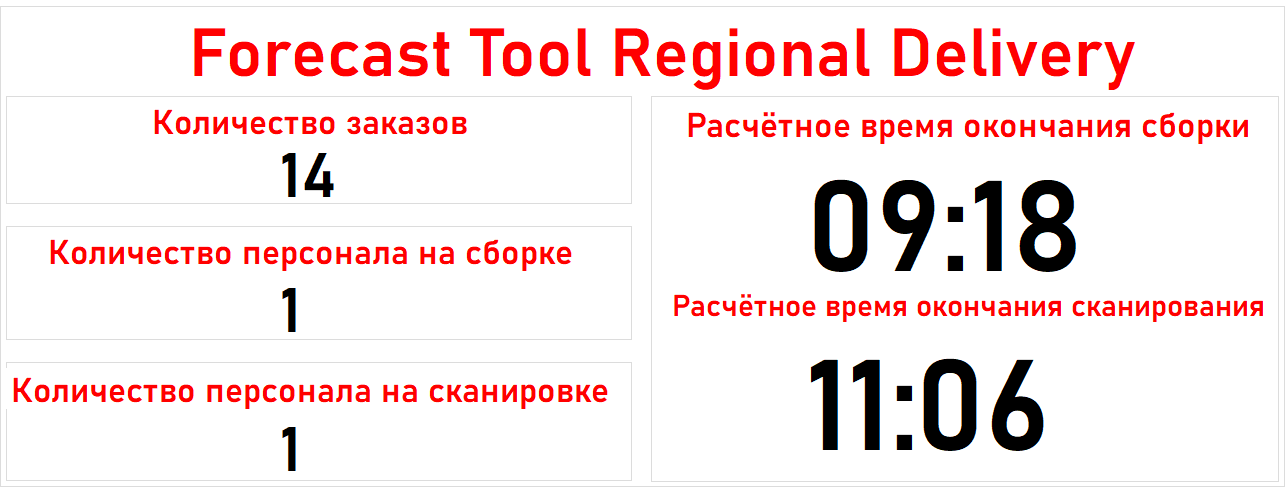 Forecast Tool Regional Delivery
Количество заказов
14
Количество персонала на сборке
1
Количество персонала на сканировке
1
Расчётное время окончания сборки
09:18
Расчётное время окончания сканирования
11:06